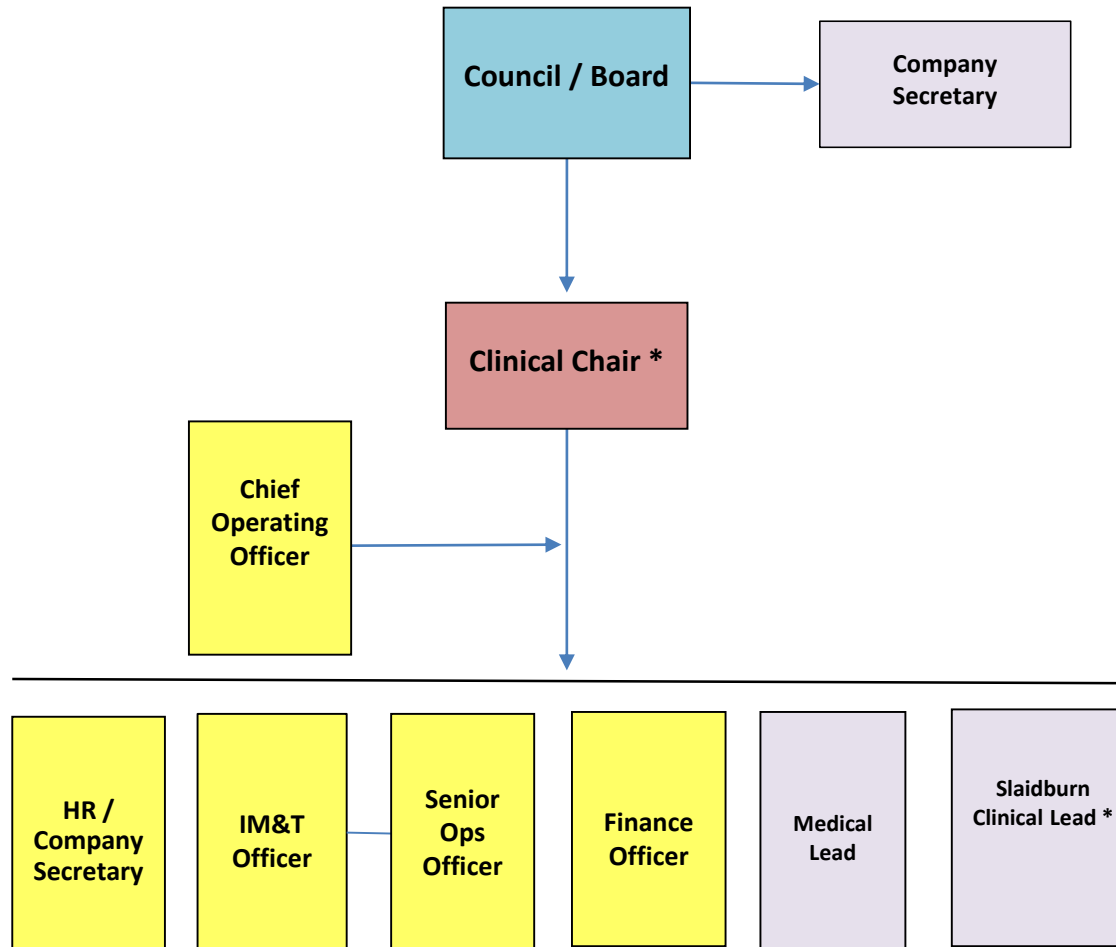 Council / Board
Company
Secretary
Clinical Chair *
Chief
Operating
Officer
HR /
Company
Secretary
IM&T
Officer
Senior
Ops
Officer
Finance
Officer
Medical
Lead
Slaidburn
Clinical Lead *